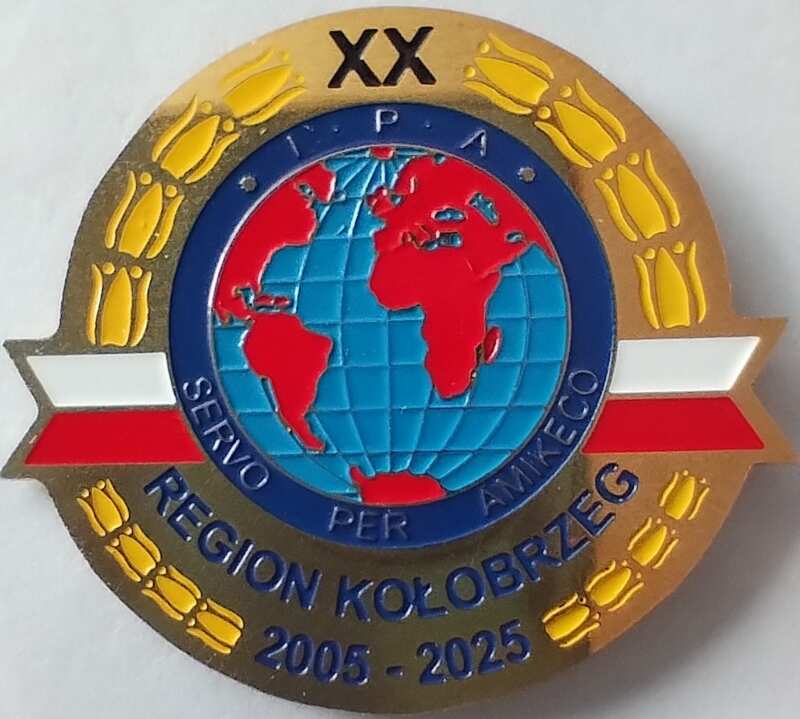 XX
I · P · A
SERVO PER AMIKECO
REGION KOŁOBRZEG
2005 - 2025